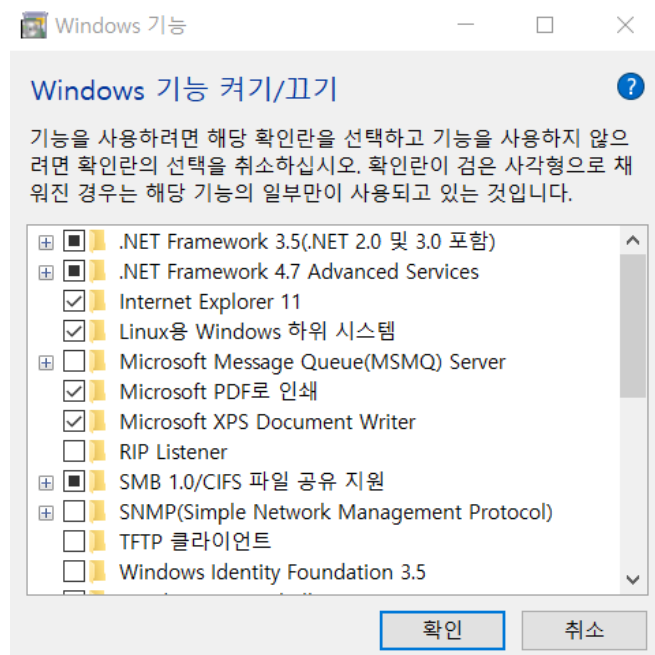 Windows 기능
Windows 기능 켜기/끄기
?
기능을 사용하려면 해당 확인란을 선택하고 기능을 사용하지 않으
려면 확인란의 선택을 취소하십시오. 확인란이 검은 사각형으로 채
워진 경우는 해당 기능의 일부만이 사용되고 있는 것입니다.
.NET Framework 3.5(.NET 2.0 및 3.0 포함)
.NET Framework 4.7 Advanced Services
Internet Explorer 11
Linux용 Windows 하위 시스템
Microsoft Message Queue(MSMQ) Server
Microsoft PDF로 인쇄
Microsoft XPS Document Writer
RIP Listener
SMB 1.0/CIFS 파일 공유 지원
SNMP(Simple Network Management Protocol)
TFTP 클라이언트
Windows Identity Foundation 3.5
확인 취소